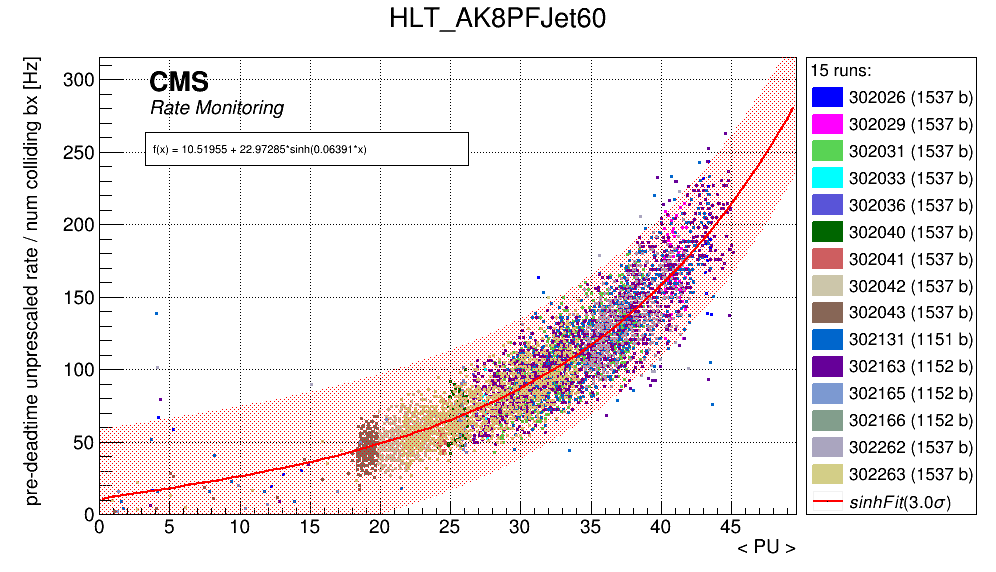 HLT_AK8PFJet60
pre-deadtime unprescaled rate / num colliding bx [Hz]
300
250
200
150
100
50
0
CMS
Rate Monitoring
f(x) = 10.51955 + 22.97285*sinh(0.06391*x)
0 5 10 15 20 25 30 35 40 45
< PU >
15 runs:
302026 (1537 b)
302029 (1537 b)
302031 (1537 b)
302033 (1537 b)
302036 (1537 b)
302040 (1537 b)
302041 (1537 b)
302042 (1537 b)
302043 (1537 b)
302131 (1151 b)
302163 (1152 b)
302165 (1152 b)
302166 (1152 b)
302262 (1537 b)
302263 (1537 b)
sinhFit(3.0σ)